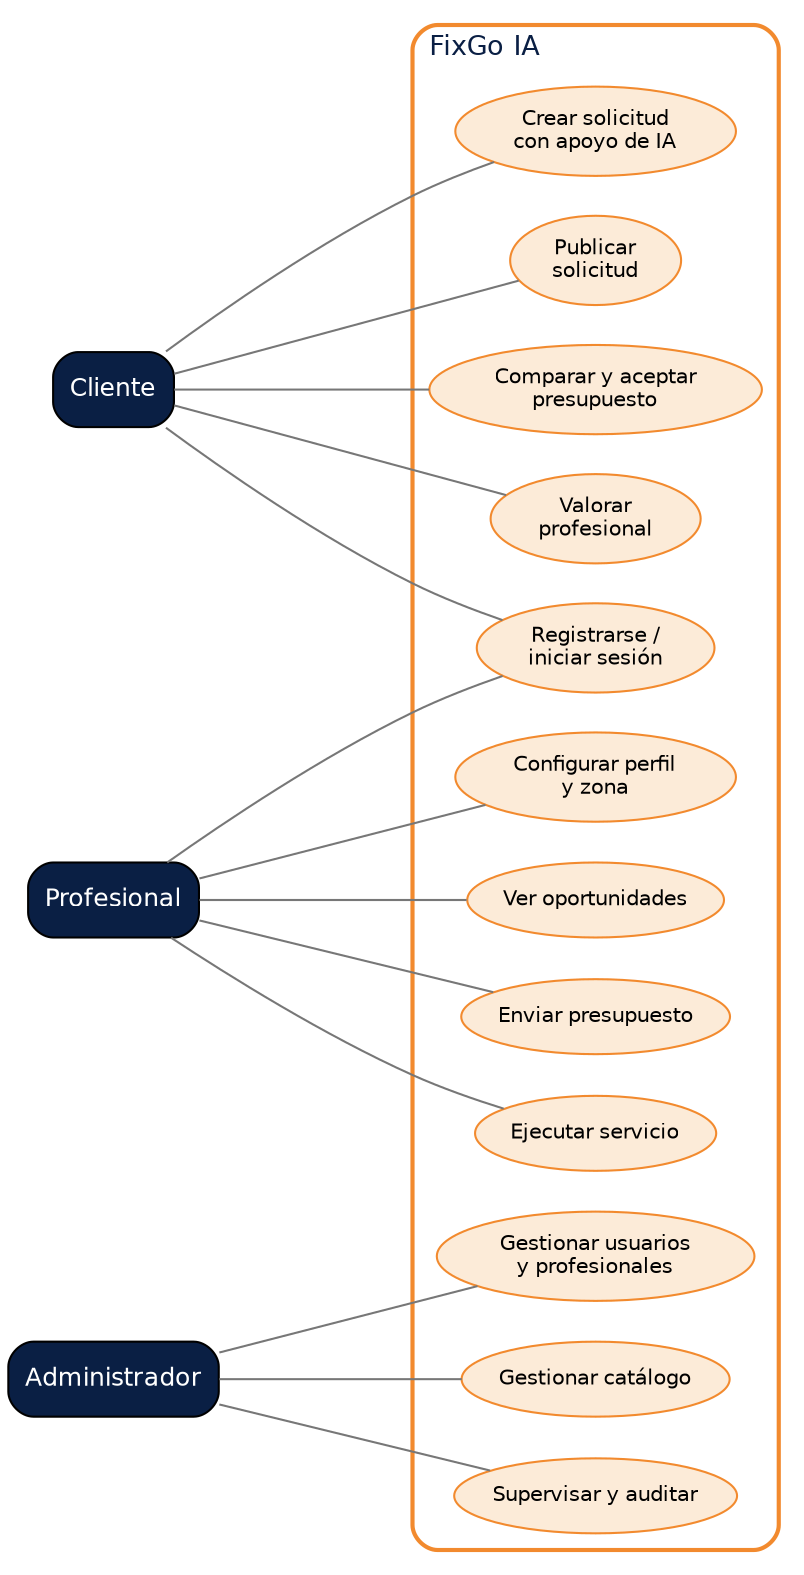 FixGo IA
Crear solicitud
con apoyo de IA
Publicar
solicitud
Cliente
Comparar y aceptar
presupuesto
Valorar
profesional
Registrarse /
iniciar sesión
Configurar perfil
y zona
Profesional
Ver oportunidades
Enviar presupuesto
Ejecutar servicio
Gestionar usuarios
y profesionales
Administrador
Gestionar catálogo
Supervisar y auditar